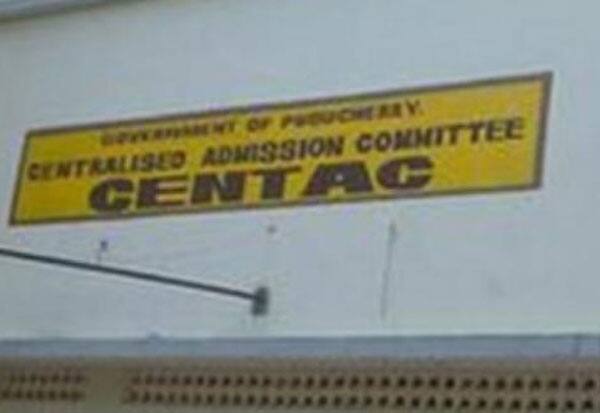 GOVERNMENT OF PUDUCHERRY.
CENTRALISED ADMISSION COMMITTEE
CENTAC